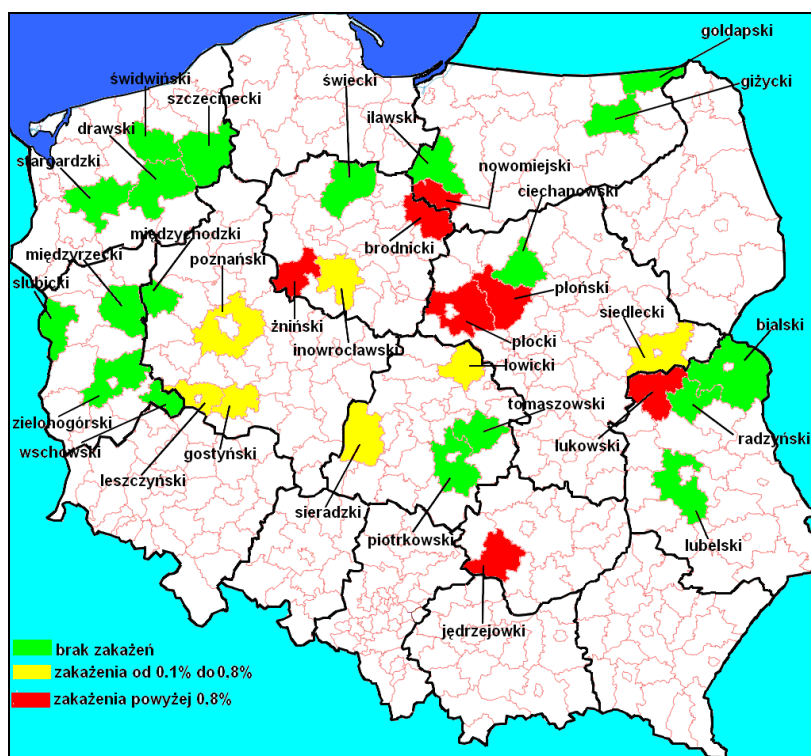 gołdapski
świdwiński
święcki
giżycki
szczecinecki
iławski
drawski
stargardzki
nowomiejski
ciechanowski
międzychodzki
międzyrzecki
poznański
brodnicki
słubicki
płoński
siedlecki
bialski
żniński
inowrocławsko
płocki
łowicki
tomaszowski
zielonogórski
wschowski
łukowski
radzyński
gostyński
leszczyński
sieradzki
piotrkowski
lubelski
jędrzejowki
brak zakażeń
zakażenia od 0.1% do 0.8%
zakażenia powyżej 0.8%